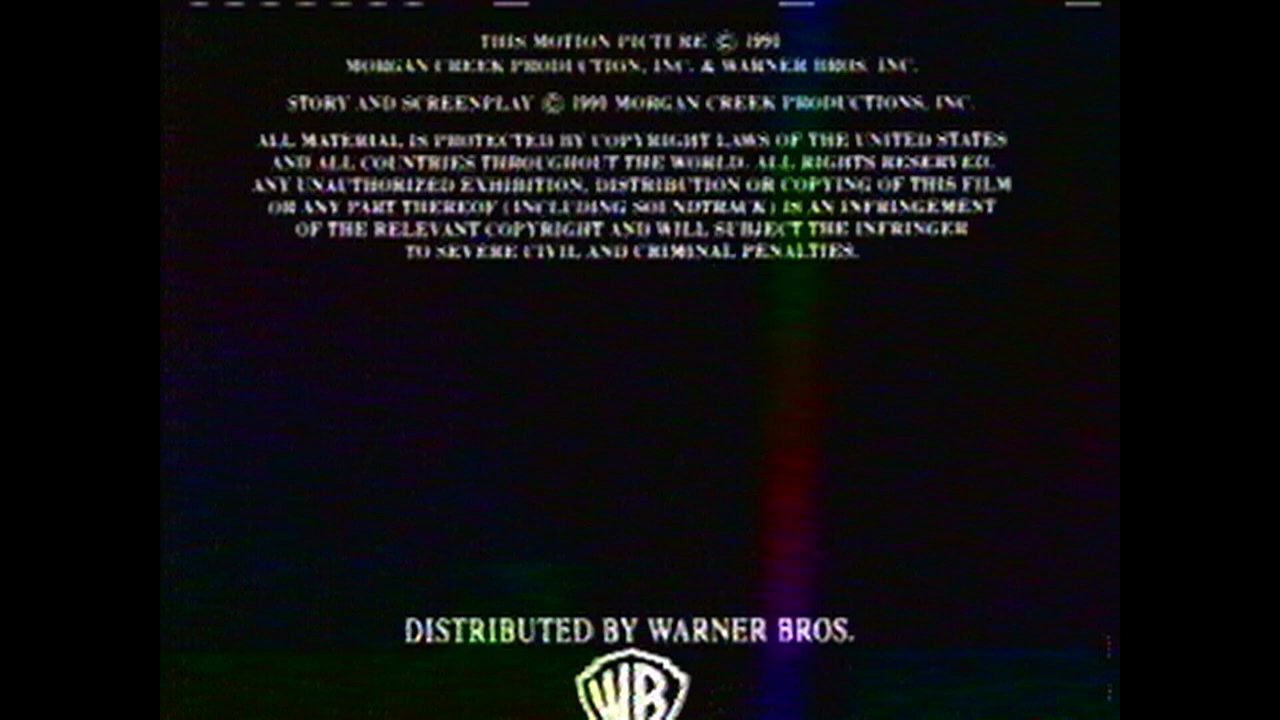 THIS MOTION PICTURE © 1991
MORGAN CREEK PRODUCTION, INC. & WARNER BROS. INC.
STORY AND SCREENPLAY © 1990 MORGAN CREEK PRODUCTIONS, INC.
ALL MATERIAL IS PROTECTED BY COPYRIGHT LAWS OF THE UNITED STATES
AND ALL COUNTRIES THROUGHOUT THE WORLD. ALL RIGHTS RESERVED.
ANY UNAUTHORIZED EXHIBITION, DISTRIBUTION OR COPYING OF THIS FILM
OR ANY PART THEREOF (INCLUDING SOUNDTRACK) IS AN INFRINGEMENT
OF THE RELEVANT COPYRIGHT AND WILL SUBJECT THE INFRINGER
TO SEVERE CIVIL AND CRIMINAL PENALTIES.
DISTRIBUTED BY WARNER BROS.
WB